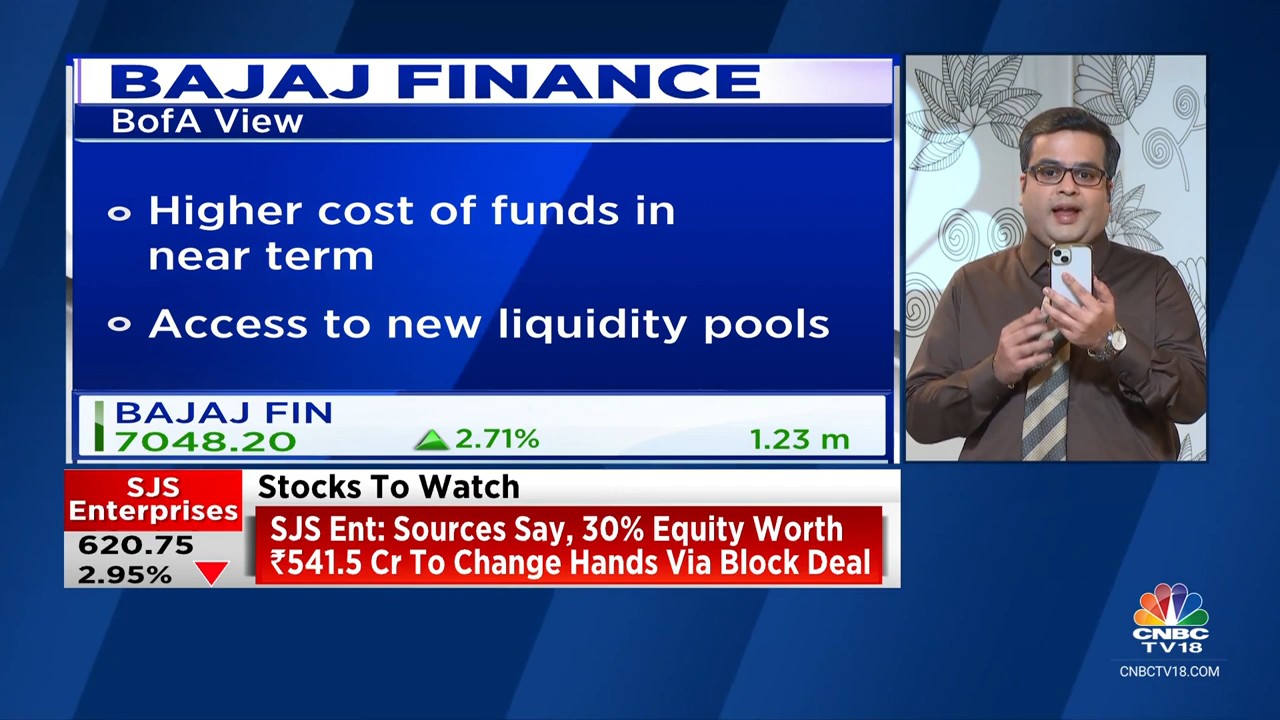 BAJAJ FINANCE
BofA View
Higher cost of funds in
near term
Access to new liquidity pools
BAJAJ FIN
7048.20 2.71% 1.23 m
SJS
Enterprises
620.75
2.95%
Stocks To Watch
SJS Ent: Sources Say, 30% Equity Worth
₹541.5 Cr To Change Hands Via Block Deal
CNBC
TV18
CNBCTV18.COM